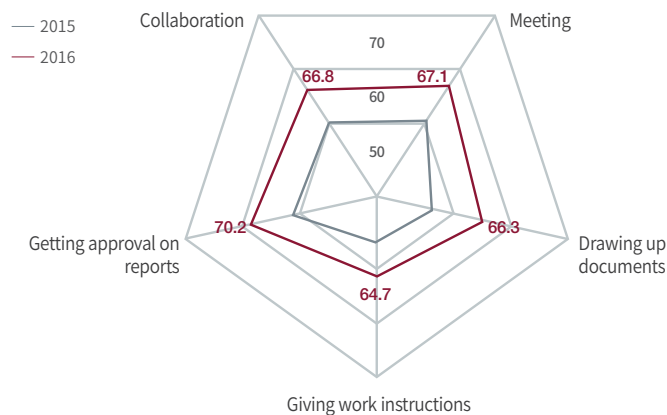 2015
2016
Collaboration
Meeting
70
66.8
67.1
60
50
70.2
66.3
Getting approval on
reports
Drawing up
documents
64.7
Giving work instructions